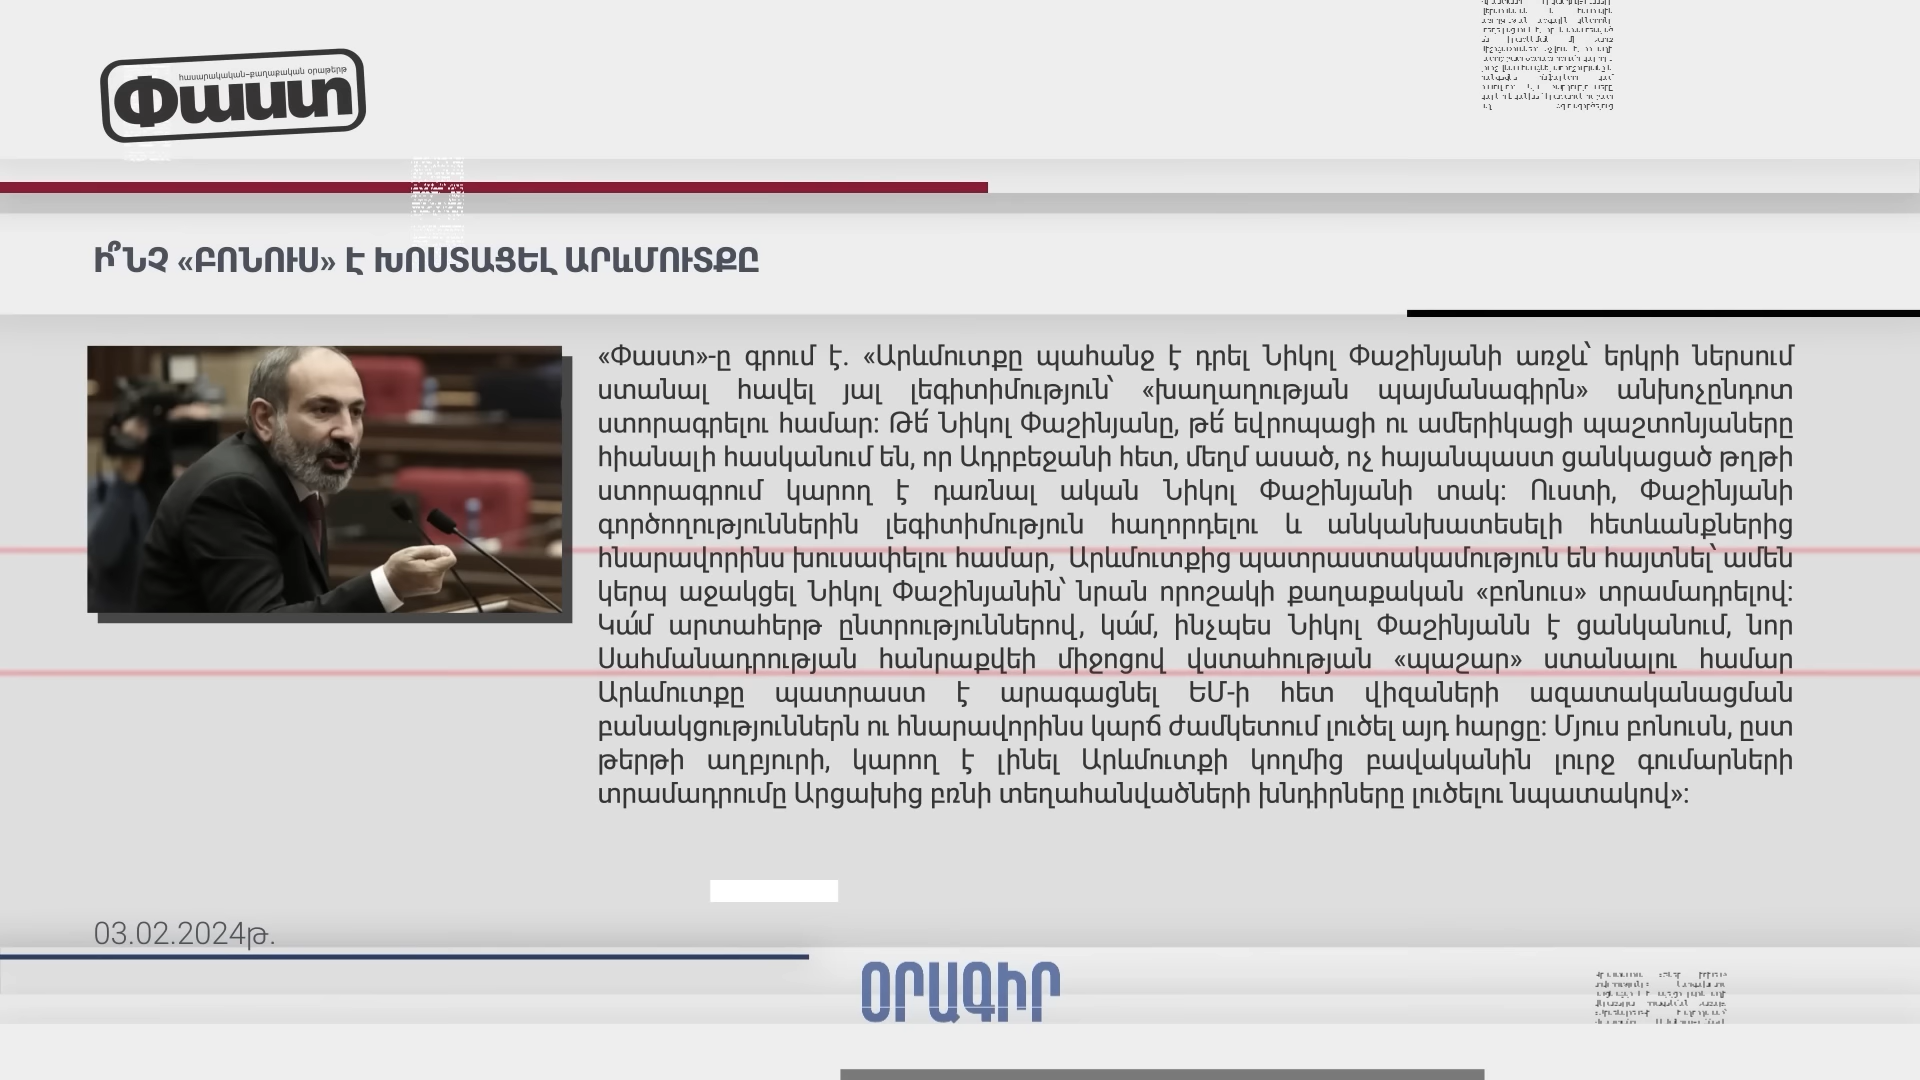 հասարակական-քաղաքական օրաթերթ
Փաստ
Ի՞ՆՉ «ԲՈՆՈՒՍ» Է ԽՈՍՏԱՑԵԼ ԱՐևՄՈՒՏՔԸ
«Փաստ»-ը գրում է. «Արևմուտքը պահանջ է դրել Նիկոլ Փաշինյանի առջև՝ երկրի ներսում
ստանալ հավել յալ լեգիտիմություն՝ «խաղաղության պայմանագիրն» անխոչընդոտ
ստորագրելու համար: Թե՛ Նիկոլ Փաշինյանը, թե՛ եվրոպացի ու ամերիկացի պաշտոնյաները
հիանալի հասկանում են, որ Ադրբեջանի հետ, մեղմ ասած, ոչ հայանպաստ ցանկացած թղթի
ստորագրում կարող է դառնալ ական Նիկոլ Փաշինյանի տակ: Ուստի, Փաշինյանի
գործողություններին լեգիտիմություն հաղորդելու և անկանխատեսելի հետևանքներից
հնարավորինս խուսափելու համար, Արևմուտքից պատրաստակամություն են հայտնել՝ ամեն
կերպ աջակցել Նիկոլ Փաշինյանին՝ նրան որոշակի քաղաքական «բոնուս» տրամադրելով:
Կա՛մ արտահերթ ընտրություններով, կա՛մ, ինչպես Նիկոլ Փաշինյանն է ցանկանում, նոր
Սահմանադրության հանրաքվեի միջոցով վստահության «պաշար» ստանալու համար
Արևմուտքը պատրաստ է արագացնել ԵՄ-ի հետ վիզաների ազատականացման
բանակցություններն ու հնարավորինս կարճ ժամկետում լուծել այդ հարցը: Մյուս բոնուսն, ըստ
թերթի աղբյուրի, կարող է լինել Արևմուտքի կողմից բավականին լուրջ գումարների
տրամադրումը Արցախից բռնի տեղահանվածների խնդիրները լուծելու նպատակով»:
03.02.2024թ.
ՕՐԱԳԻՐ